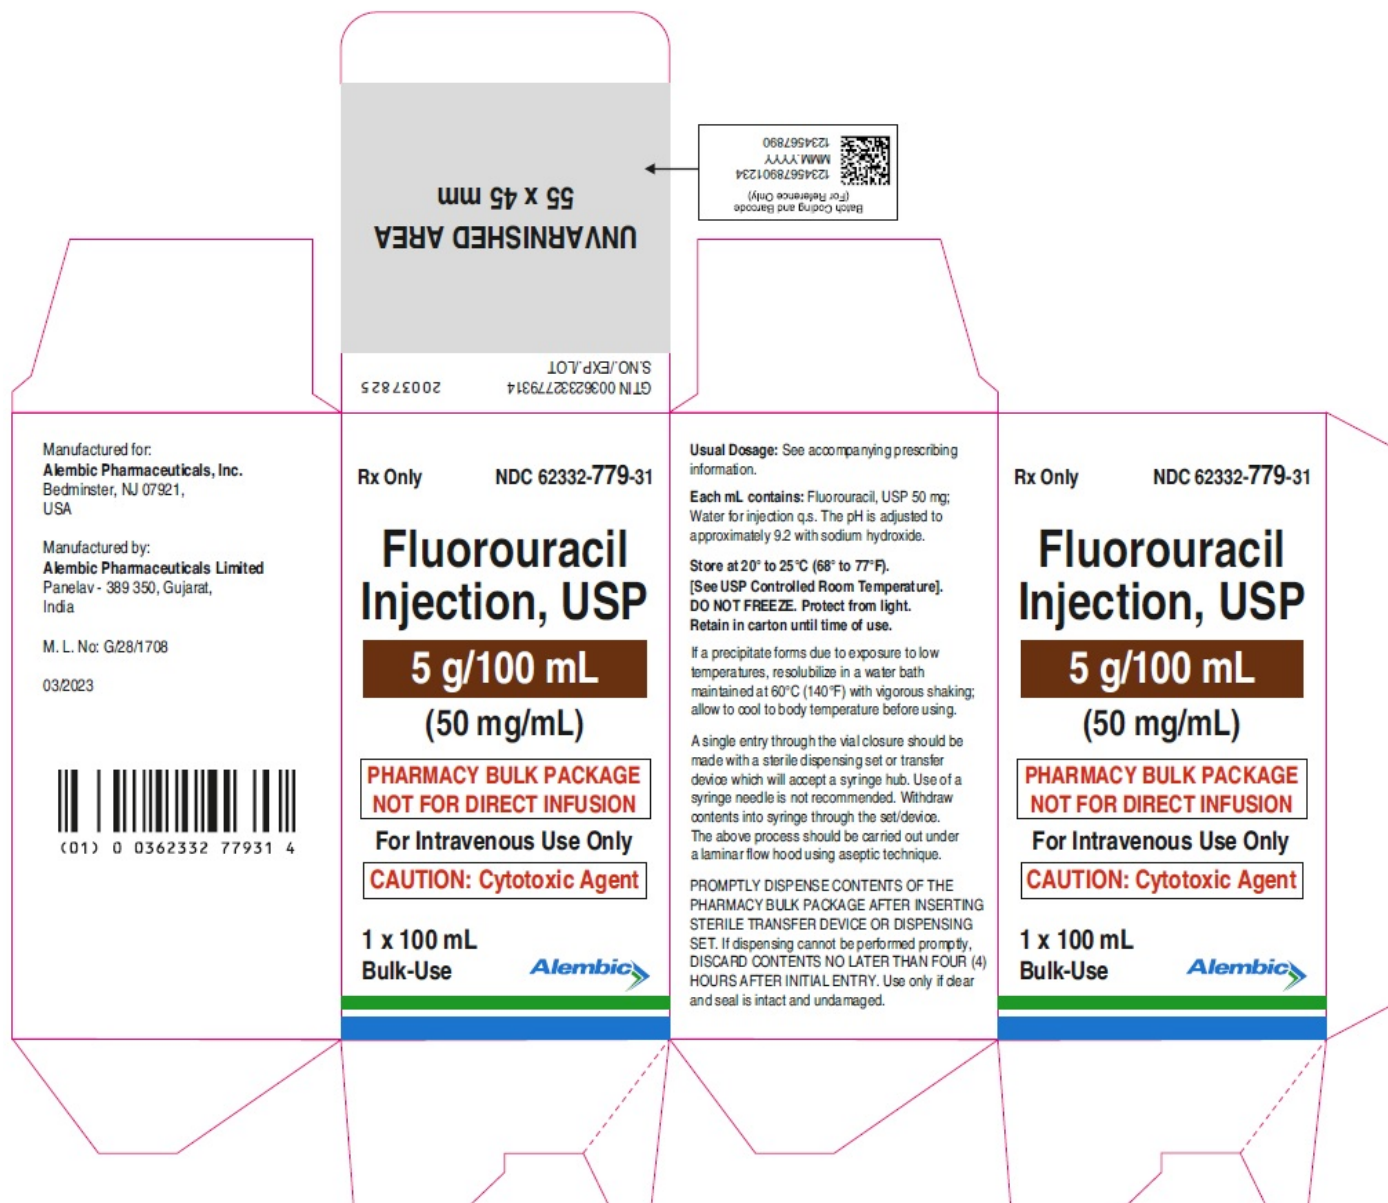 UNVARNISHED AREA
55 x 45 mm
Batch Coding and Barcode
(For Reference Only)
12345678901234
MMM.YYYY
1234567890
GTIN 00362332779314
S.NO./EXP./LOT
20037825
Manufactured for:
Alembic Pharmaceuticals, Inc.
Bedminster, NJ 07921,
USA
Manufactured by:
Alembic Pharmaceuticals Limited
Panelav - 389 350, Gujarat,
India
M. L. No: G/28/1708
03/2023
(01) 0 0362332 77931 4
Rx Only NDC 62332-779-31
Fluorouracil
Injection, USP
5 g/100 mL
(50 mg/mL)
PHARMACY BULK PACKAGE
NOT FOR DIRECT INFUSION
For Intravenous Use Only
CAUTION: Cytotoxic Agent
1 x 100 mL
Bulk-Use
Alembic
Usual Dosage: See accompanying prescribing
information.
Each mL contains: Fluorouracil, USP 50 mg;
Water for injection q.s. The pH is adjusted to
approximately 9.2 with sodium hydroxide.
Store at 20° to 25°C (68° to 77°F).
[See USP Controlled Room Temperature].
DO NOT FREEZE. Protect from light.
Retain in carton until time of use.
If a precipitate forms due to exposure to low
temperatures, resolubilize in a water bath
maintained at 60°C (140°F) with vigorous shaking;
allow to cool to body temperature before using.
A single entry through the vial closure should be
made with a sterile dispensing set or transfer
device which will accept a syringe hub. Use of a
syringe needle is not recommended. Withdraw
contents into syringe through the set/device.
The above process should be carried out under
a laminar flow hood using aseptic technique.
PROMPTLY DISPENSE CONTENTS OF THE
PHARMACY BULK PACKAGE AFTER INSERTING
STERILE TRANSFER DEVICE OR DISPENSING
SET. If dispensing cannot be performed promptly,
DISCARD CONTENTS NO LATER THAN FOUR (4)
HOURS AFTER INITIAL ENTRY. Use only if clear
and seal is intact and undamaged.
Rx Only NDC 62332-779-31
Fluorouracil
Injection, USP
5 g/100 mL
(50 mg/mL)
PHARMACY BULK PACKAGE
NOT FOR DIRECT INFUSION
For Intravenous Use Only
CAUTION: Cytotoxic Agent
1 x 100 mL
Bulk-Use
Alembic